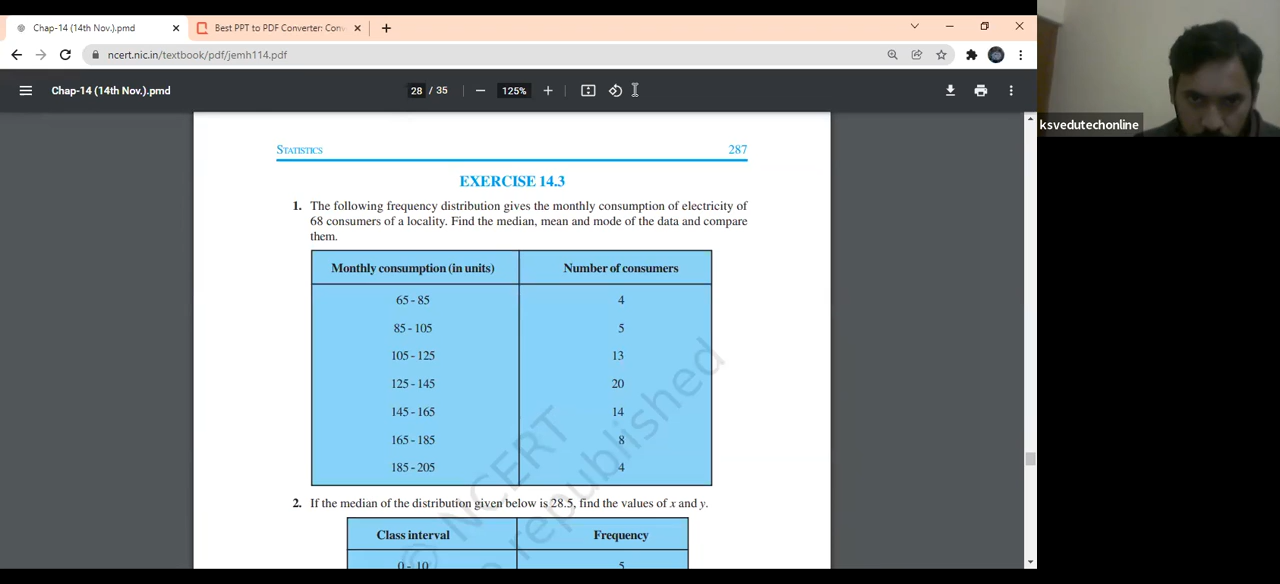 Chap-14 (14th Nov.).pmd
Best PPT to PDF Converter: Conv
ncert.nic.in/textbook/pdf/jemh114.pdf
Chap-14 (14th Nov.).pmd
28 / 35
125%
ksvedutechonline
STATISTICS 287
EXERCISE 14.3
1. The following frequency distribution gives the monthly consumption of electricity of
68 consumers of a locality. Find the median, mean and mode of the data and compare
them.
Monthly consumption (in units) Number of consumers
65 - 85 4
85 - 105 5
105 - 125 13
125 - 145 20
145 - 165 14
165 - 185 8
185 - 205 4
2. If the median of the distribution given below is 28.5, find the values of x and y.
Class interval Frequency
0 - 10 5
© NCERT
republished